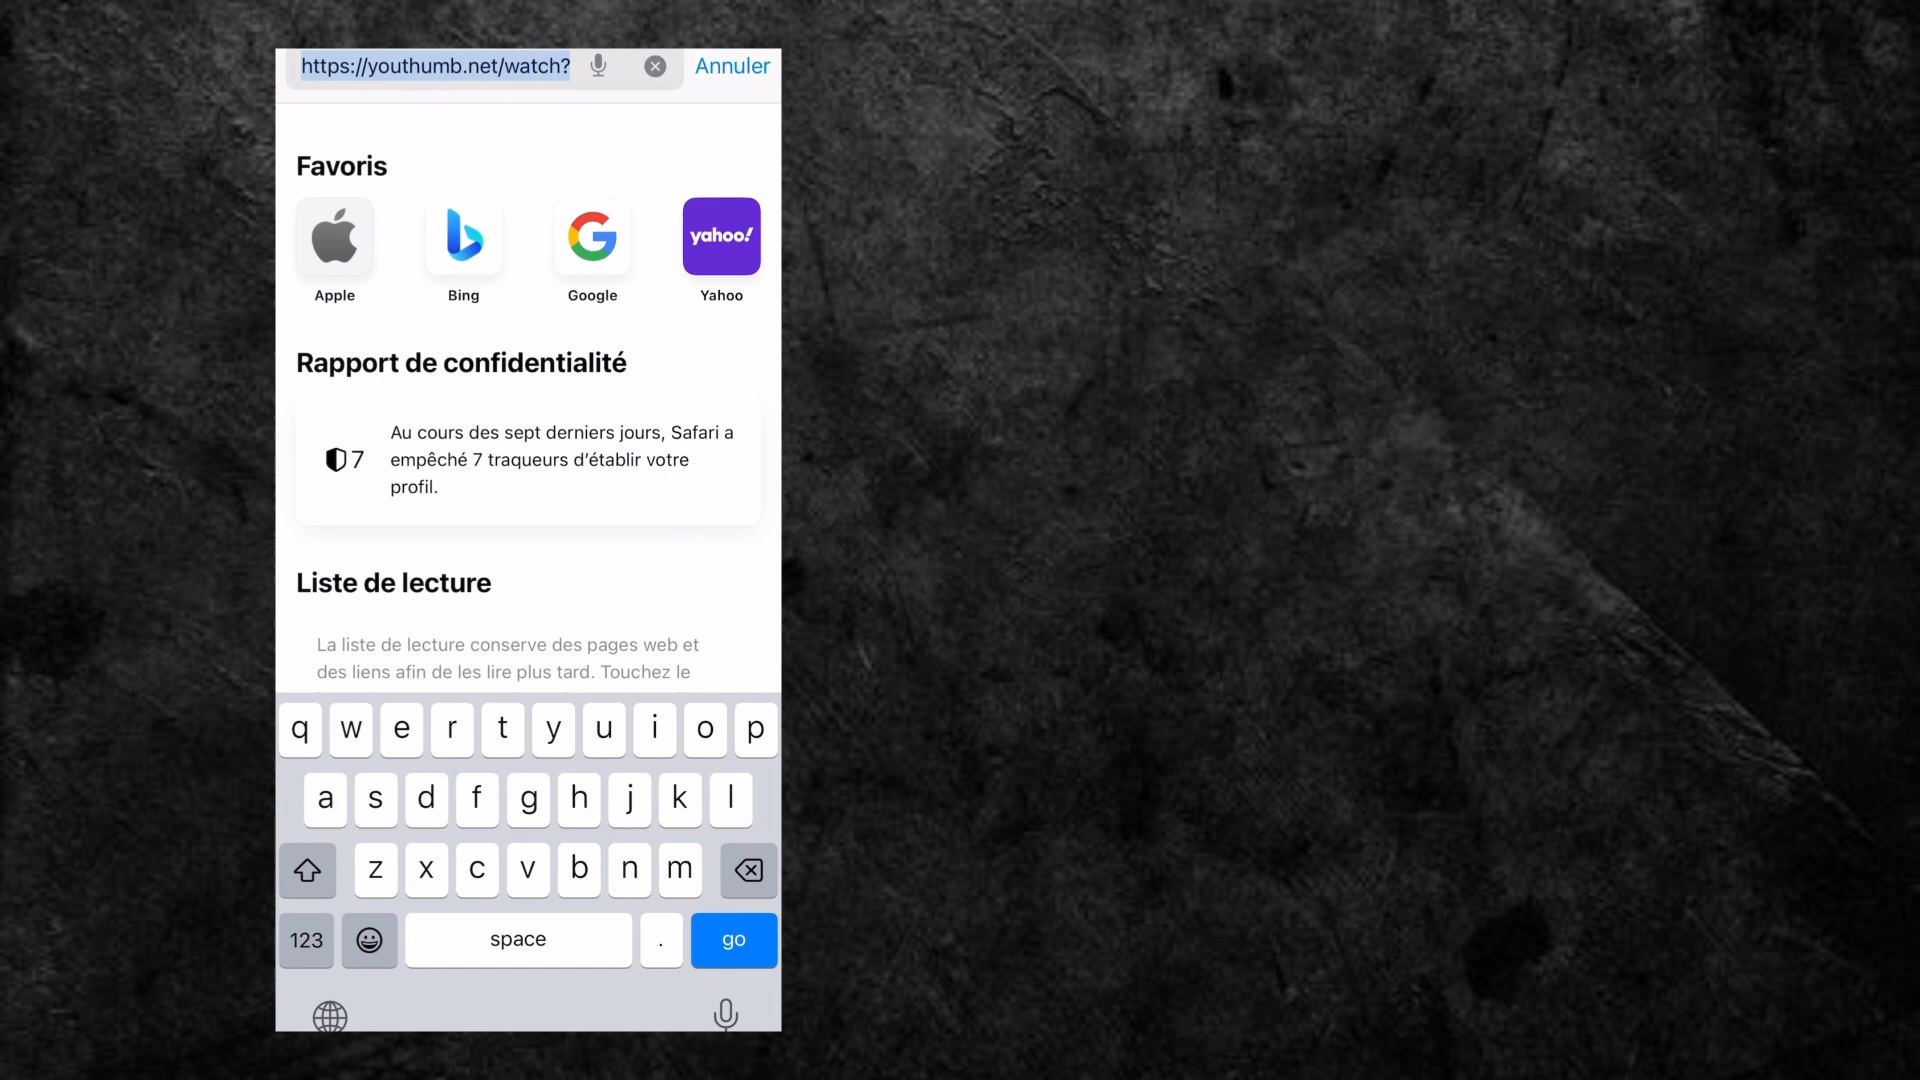 https://youthumb.net/watch?
Annuler
Favoris
yahoo!
Apple
Bing
Google
Yahoo
Rapport de confidentialité
7
Au cours des sept derniers jours, Safari a
empêché 7 traqueurs d’établir votre
profil.
Liste de lecture
La liste de lecture conserve des pages web et
des liens afin de les lire plus tard. Touchez le
q w e r t y u i o p
a s d f g h j k l
z x c v b n m
123 space . go